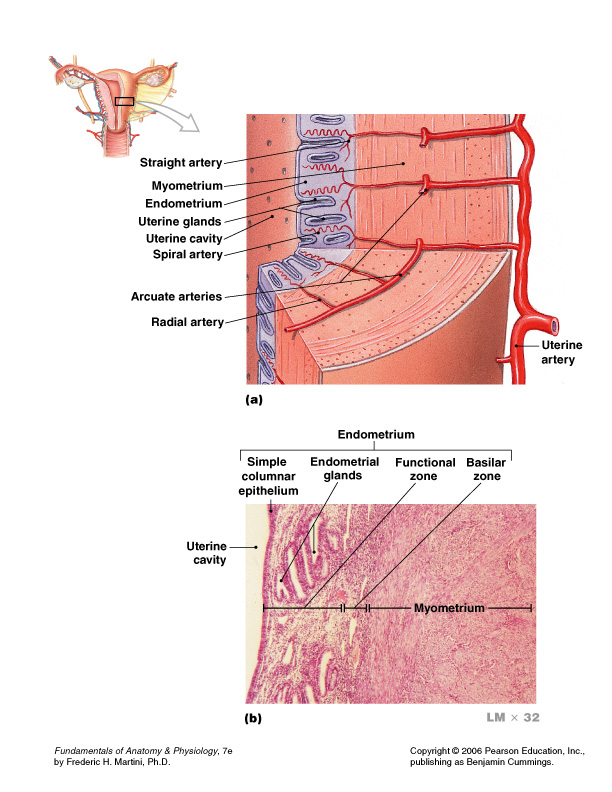 Straight artery
Myometrium
Endometrium
Uterine glands
Uterine cavity
Spiral artery
Arcuate arteries
Radial artery
Uterine
artery
(a)
Endometrium
Simple
columnar
epithelium
Endometrial
glands
Functional
zone
Basilar
zone
Uterine
cavity
Myometrium
(b)
LM × 32
Fundamentals of Anatomy & Physiology, 7e
by Frederic H. Martini, Ph.D.
Copyright © 2006 Pearson Education, Inc.,
publishing as Benjamin Cummings.